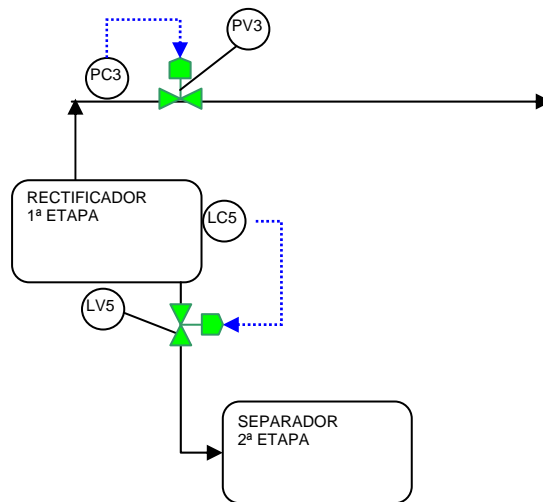 PV3
PC3
RECTIFICADOR
1ª ETAPA
LC5
LV5
SEPARADOR
2ª ETAPA